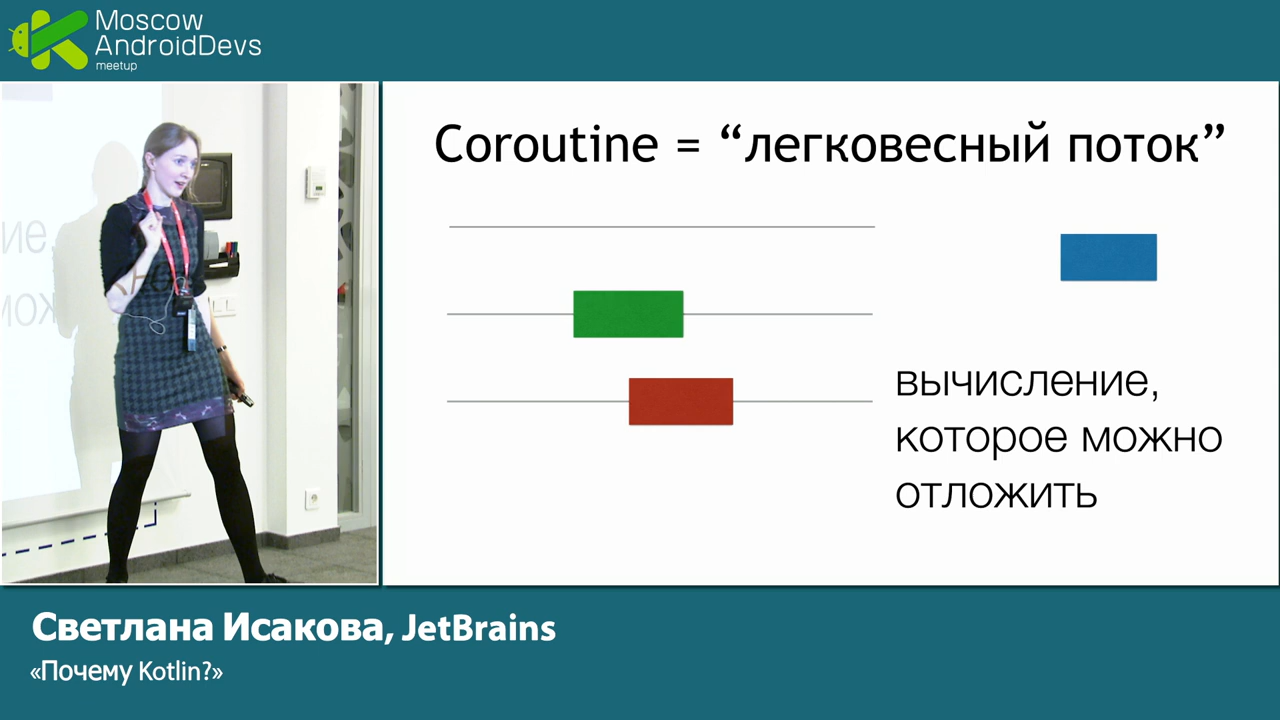 Moscow
AndroidDevs
meetup
Coroutine = “легковесный поток”
вычисление,
которое можно
отложить
Светлана Исакова, JetBrains
«Почему Kotlin?»